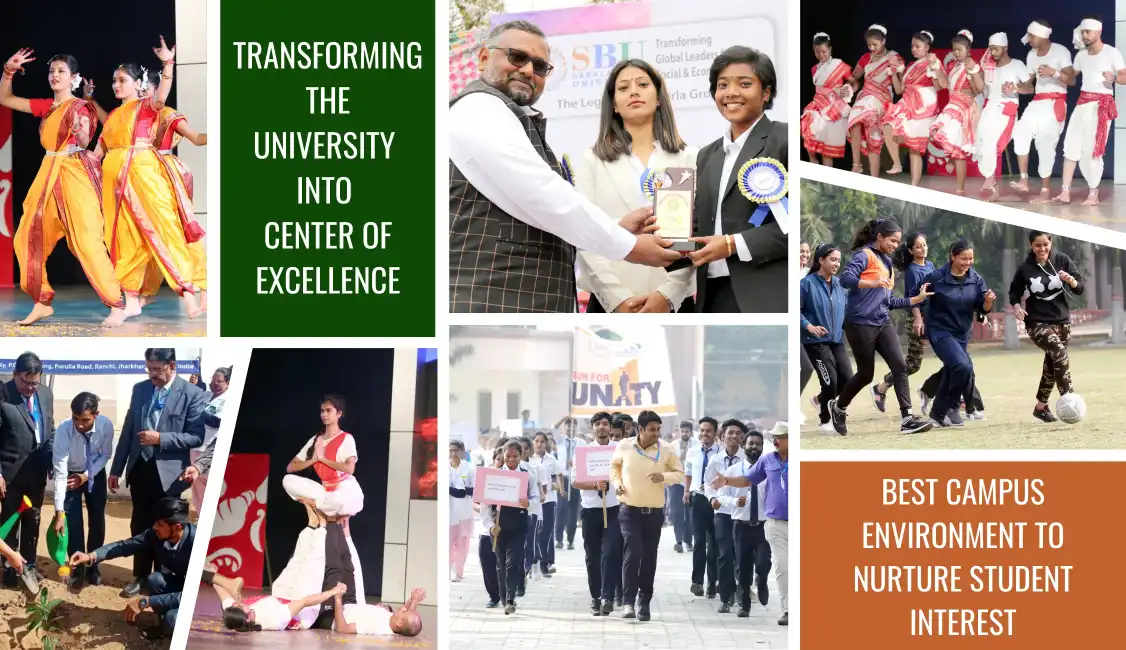 TRANSFORMING
THE
UNIVERSITY
INTO
CENTER OF
EXCELLENCE
SBU
Transforming
Global Leaders
The Leg
BEST CAMPUS
ENVIRONMENT TO
NURTURE STUDENT
INTEREST
Purulia Road, Ranchi,
RUN FOR
UNITY